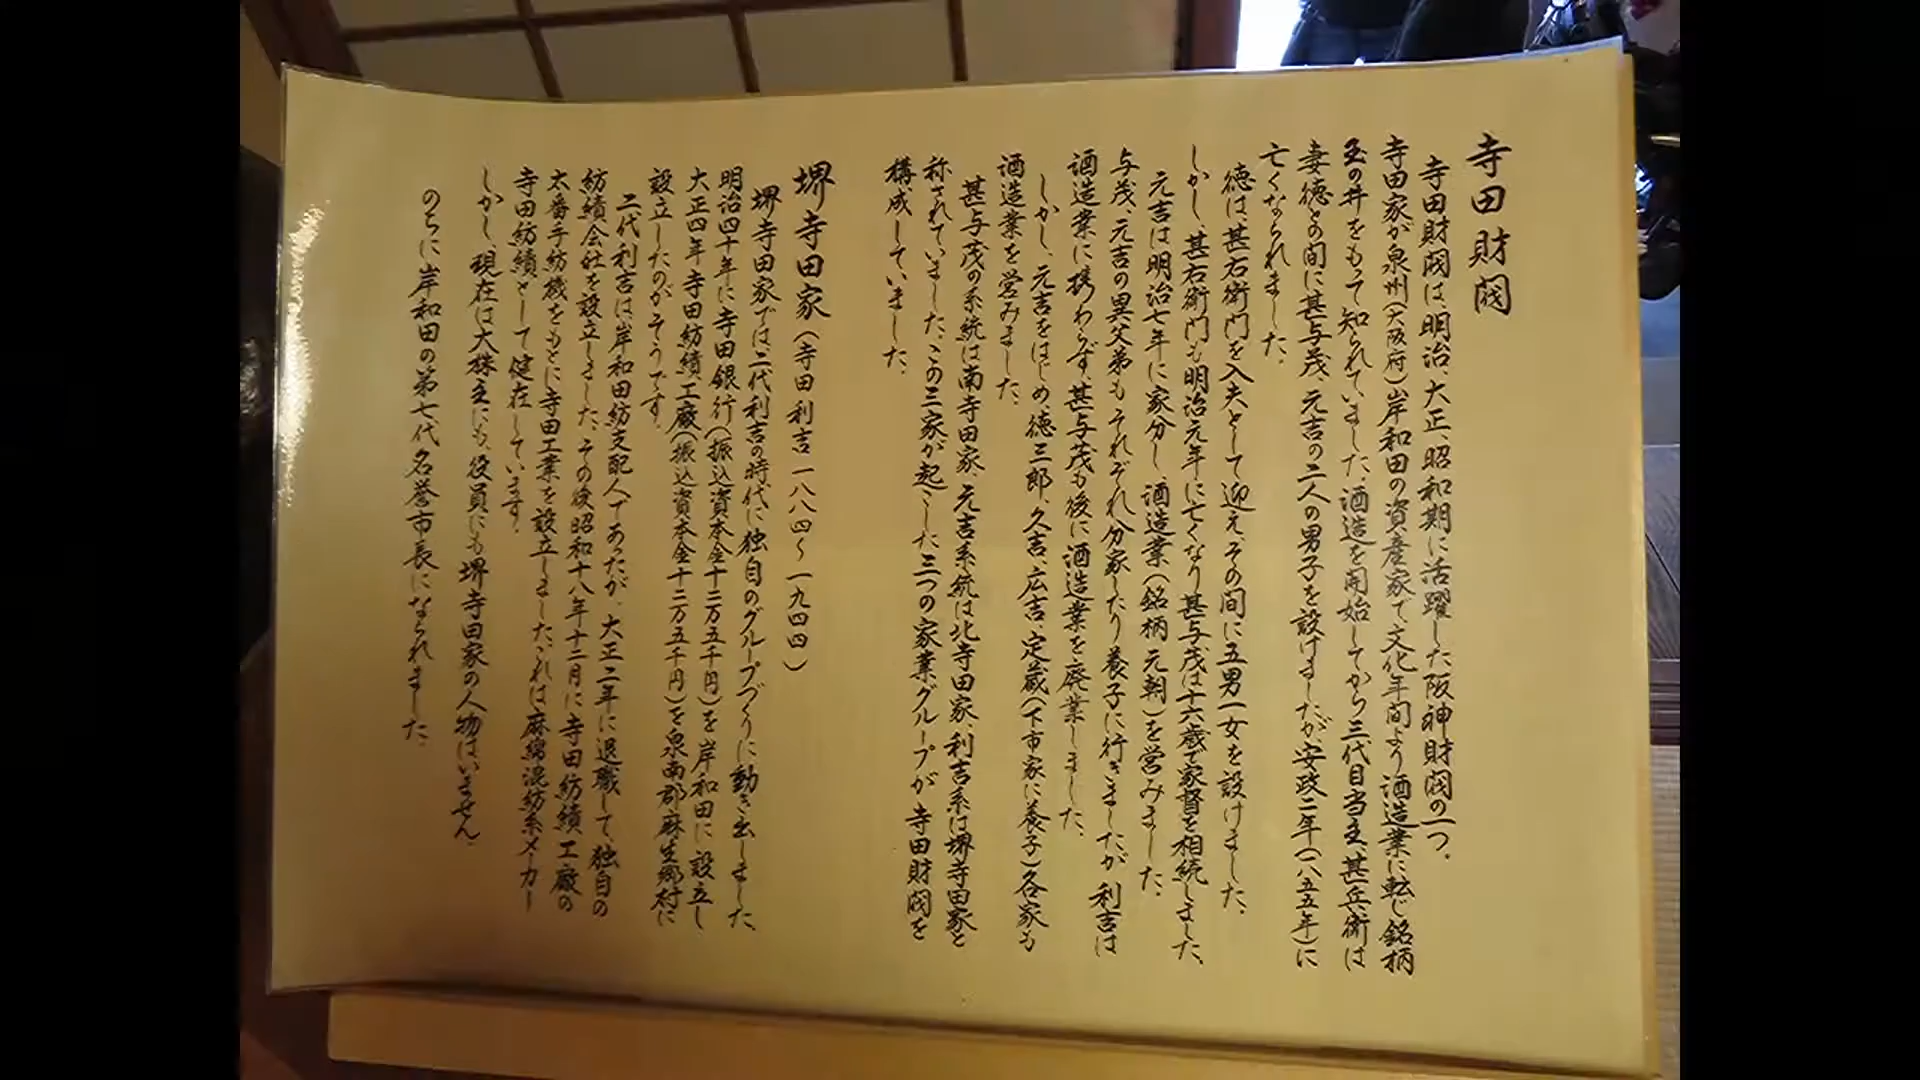 寺田財閥
寺田財閥は、明治、大正、昭和期に活躍した阪神財閥の一つ。
寺田家が泉州(大阪府)岸和田の資産家で文化年間より酒造業に転じ銘柄
玉の井をもって知られていました。酒造を開始してから三代目当主、甚兵衛は
妻徳との間に甚与茂、元吉の二人の男子を設けましたが、安政二年(一八五五年)に
亡くなられました。
徳は、甚右衛門を入夫として迎えその間に五男一女を設けました。
しかし、甚右衛門も明治元年に亡くなり甚与茂は十六歳で家督を相続しました。
元吉は明治七年に家分し、酒造業(銘柄 元朝)を営みました。
与茂、元吉の異父弟もそれぞれ分家したり養子に行きましたが 利吉は
酒造業に携わらず、甚与茂も後に酒造業を廃業しました。
しかし、元吉をはじめ徳三郎、久吉、広吉、定蔵(下市家に養子)各家も
酒造業を営みました。
甚与茂の系統は南寺田家、元吉系統は北寺田家 利吉系は堺寺田家と
称されていました。この三家が起こした三つの家業グループが 寺田財閥を
構成していました。
堺寺田家(寺田利吉一八八四〜一九四四)
堺寺田家では、二代利吉の時代に独自のグループづくりに動き出しました。
明治四十年に寺田銀行(振込資本金十二万五千円)を岸和田に設立し
大正四年 寺田紡績工廠(振込資本金十二万五千円)を泉南郡麻生郷村に
設立したのがそうです。
二代利吉は岸和田紡支配人であったが、大正二年に退職して、独自の
紡績会社を設立しました。その後昭和十八年十二月に寺田紡績工廠の
太番手紡機をもとに寺田工業を設立しました。これは麻綿混紡系メーカー
寺田紡績として健在しています。
しかし、現在は大株主にも、役員にも堺寺田家の人物はいません。
のちに岸和田の第七代名誉市長になられました。